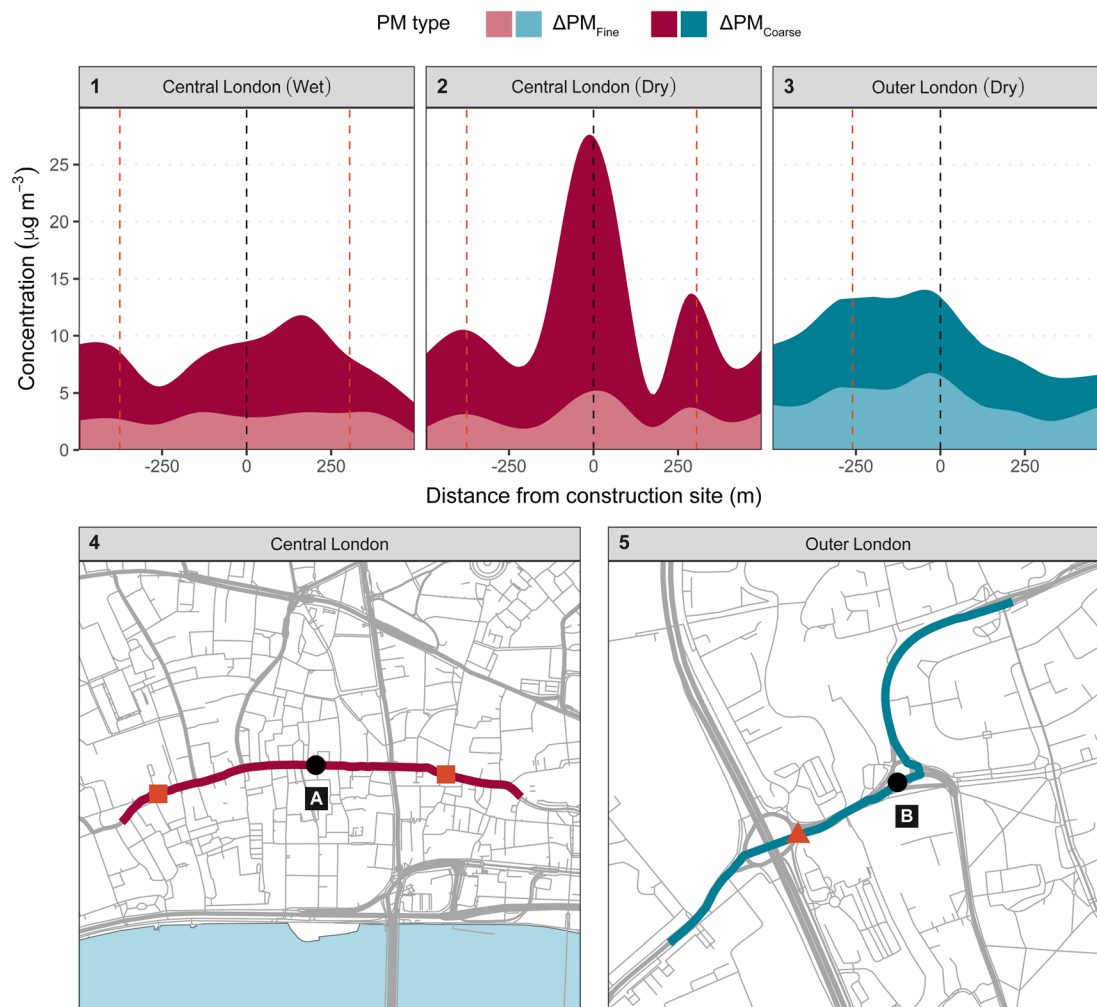 PM type ΔPM_Fine ΔPM_Coarse
1 Central London (Wet)
2 Central London (Dry)
3 Outer London (Dry)
Concentration (µg m⁻³)
25
20
15
10
5
0
-250 0 250
-250 0 250
-250 0 250
Distance from construction site (m)
4 Central London
5 Outer London
A
B